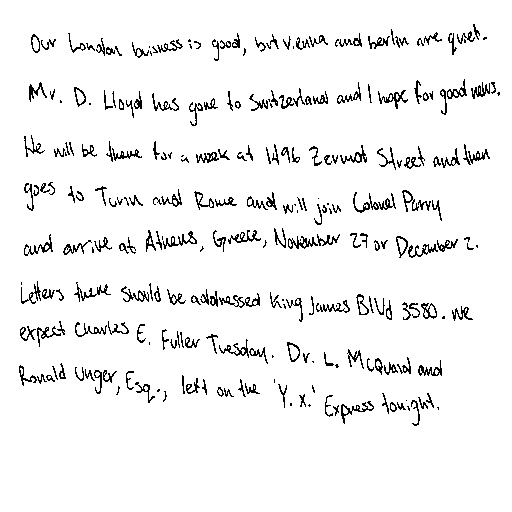 Our London buisness is good, but vienna and berlin are quiet.
Mr. D. Lloyd has gone to Switzerland and I hope for good news.
He will be there for a week at 1496 Zermot Street and then
goes to Turin and Rome and will join Colonel Parry
and arrive at Athens, Greece, November 27 or December 2.
Letters there should be addressed King James Blvd 3580. We
expect Charles E. Fuller Tuesday. Dr. L. McQuaid and
Ronald Unger, Esq., left on the 'Y.X.' Express tonight.